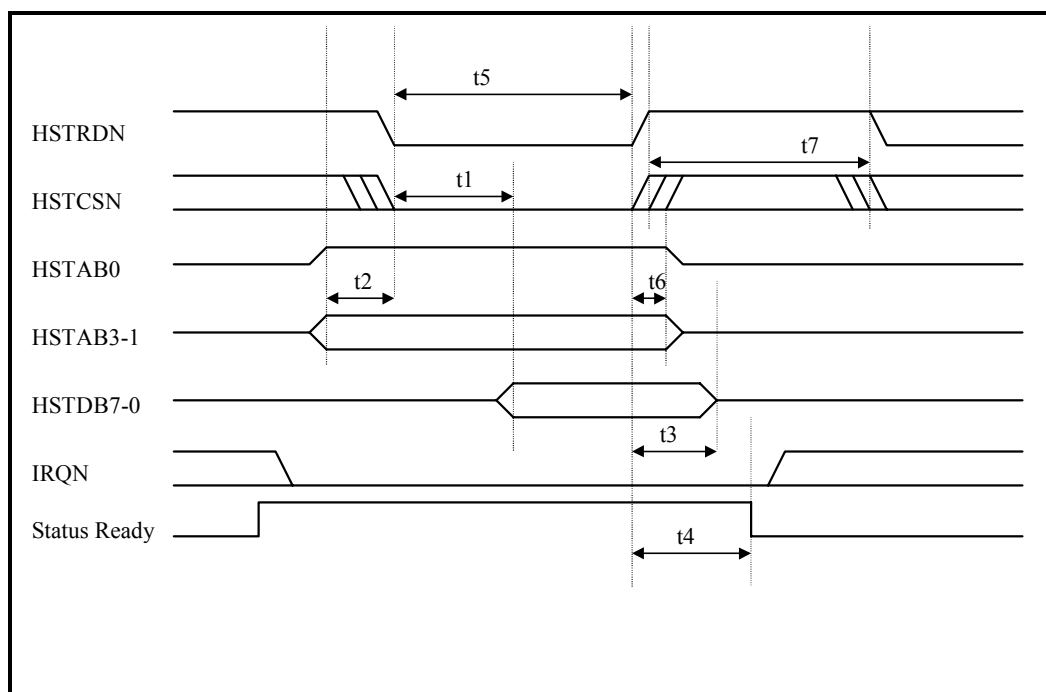 t5
HSTRDN
t7
HSTCSN
t1
HSTAB0
t2
t6
HSTAB3-1
HSTDB7-0
t3
IRQN
Status Ready
t4